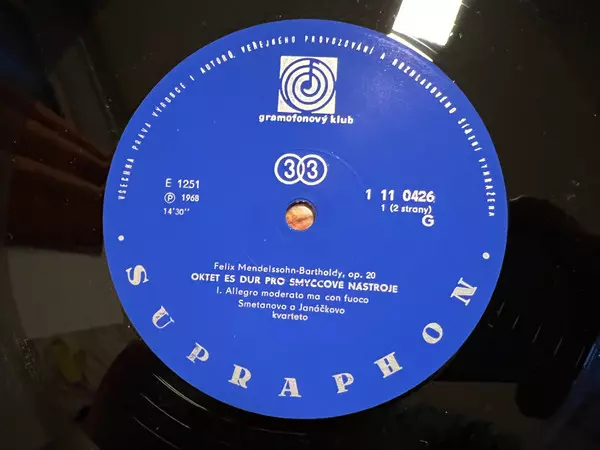 VŠECHNA PRÁVA VÝROBCE I AUTORŮ, VEŘEJNÉHO PROVOZOVÁNÍ A ROZHLASOVÉHO ŠÍŘENÍ VYHRAZENA
gramofonový klub
33
E 1251
Ⓟ 1968
14'30"
1 11 0426
1 (2 strany)
G
Felix Mendelssohn-Bartholdy, op. 20
OKTET ES DUR PRO SMYČCOVÉ NÁSTROJE
I. Allegro moderato ma con fuoco
Smetanovo a Janáčkovo
kvarteto
• SUPRAPHON •